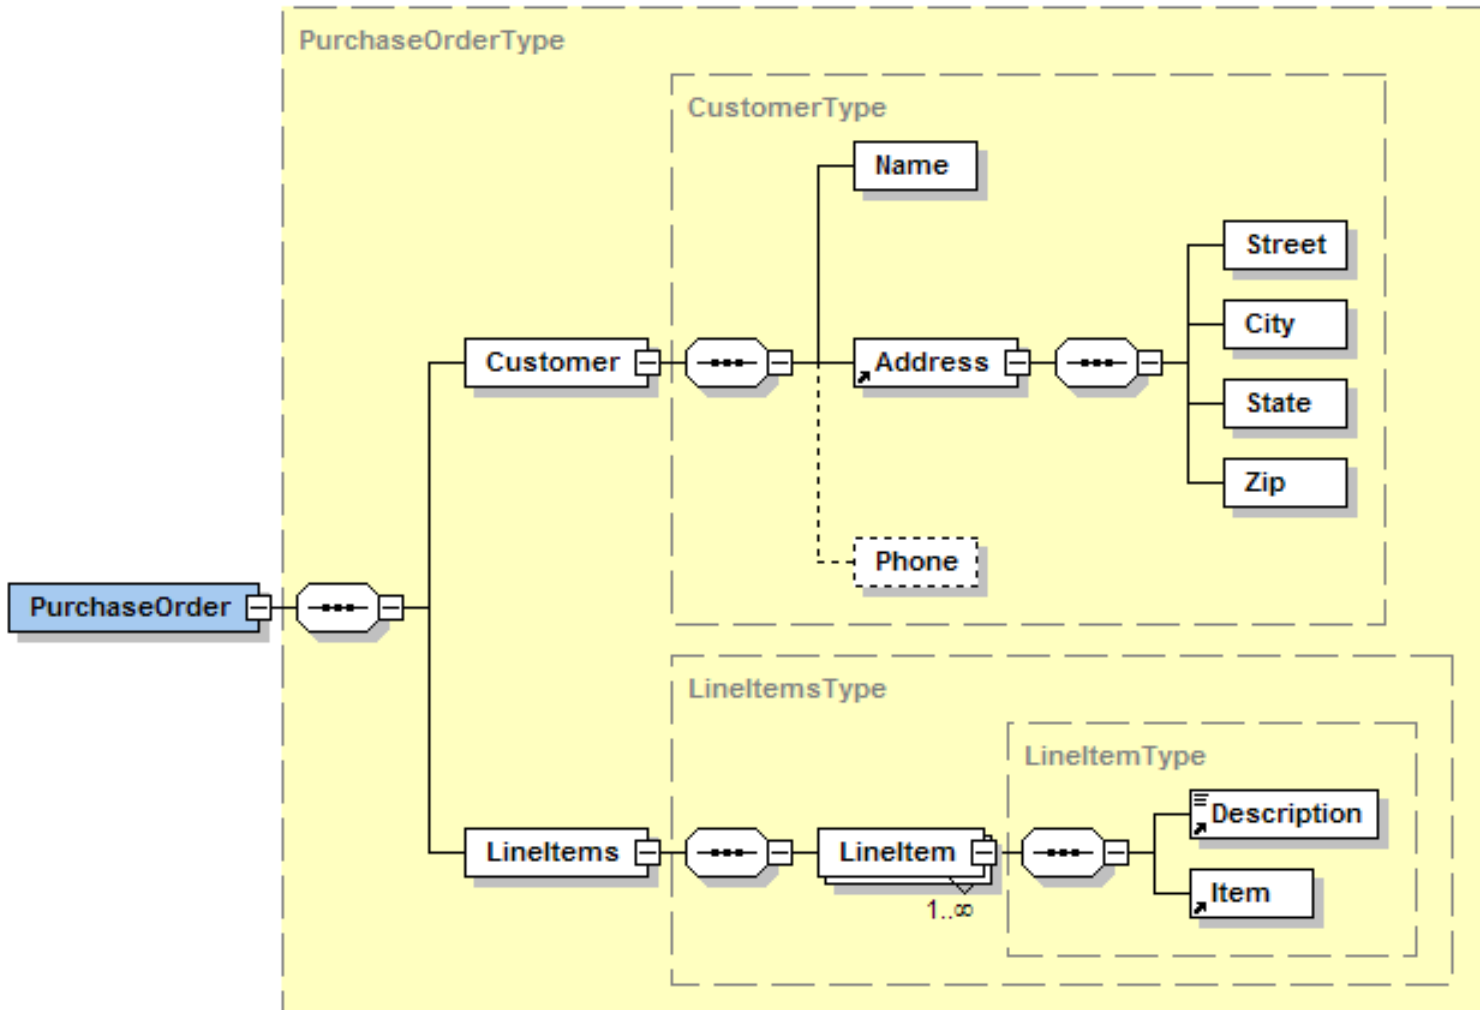 PurchaseOrderType
CustomerType
Name
Street
City
Customer
Address
State
Zip
Phone
PurchaseOrder
LineItemsType
LineItemType
Description
LineItems
LineItem
Item
1..∞